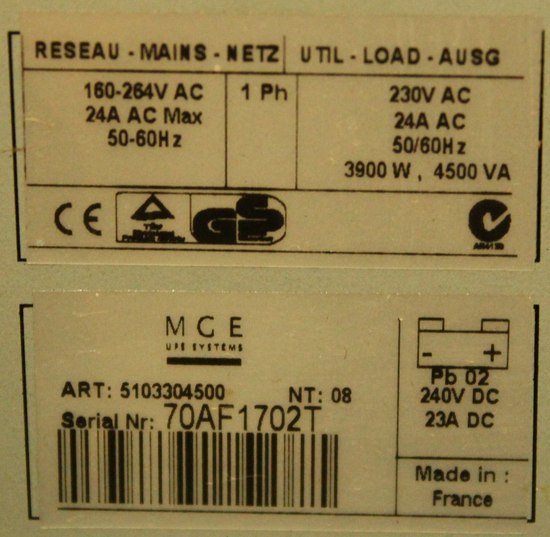 RESEAU - MAINS - NETZ UTIL - LOAD - AUSG
160-264V AC
24A AC Max
50-60Hz
1 Ph
230V AC
24A AC
50/60Hz
3900 W , 4500 VA
CE
TÜV
GS
MGE
UPS SYSTEMS
ART: 5103304500 NT: 08
Serial Nr: 70AF1702T
- +
Pb 02
240V DC
23A DC
Made in :
France